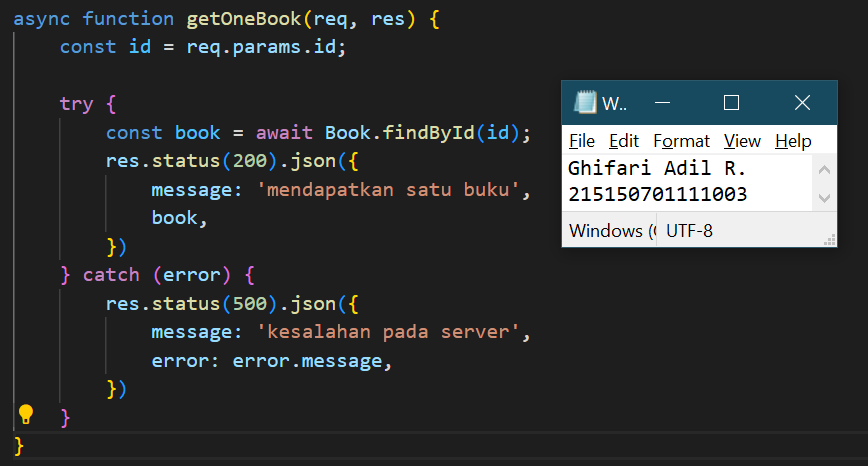 async function getOneBook(req, res) {
    const id = req.params.id;
    try {
        const book = await Book.findById(id);
        res.status(200).json({
            message: 'mendapatkan satu buku',
            book,
        })
    } catch (error) {
        res.status(500).json({
            message: 'kesalahan pada server',
            error: error.message,
        })
    }
}
W..
File Edit Format View Help
Ghifari Adil R.
215150701111003
Windows ( UTF-8